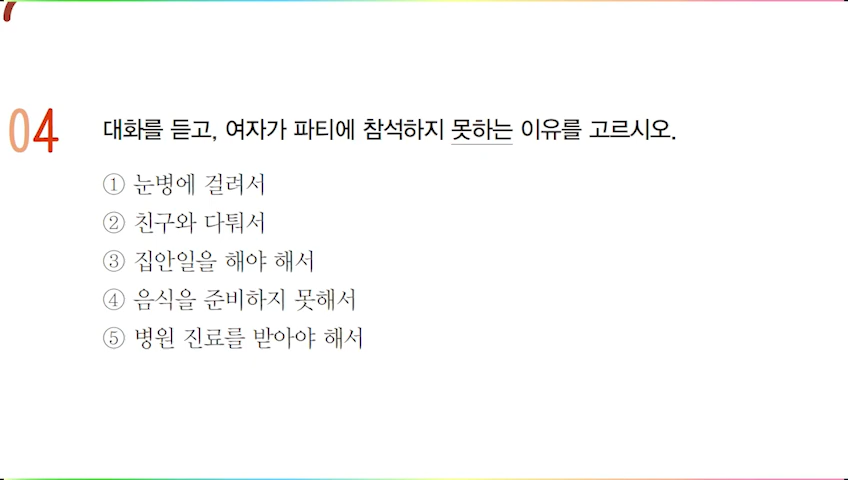 04
대화를 듣고, 여자가 파티에 참석하지 못하는 이유를 고르시오.
① 눈병에 걸려서
② 친구와 다퉈서
③ 집안일을 해야 해서
④ 음식을 준비하지 못해서
⑤ 병원 진료를 받아야 해서